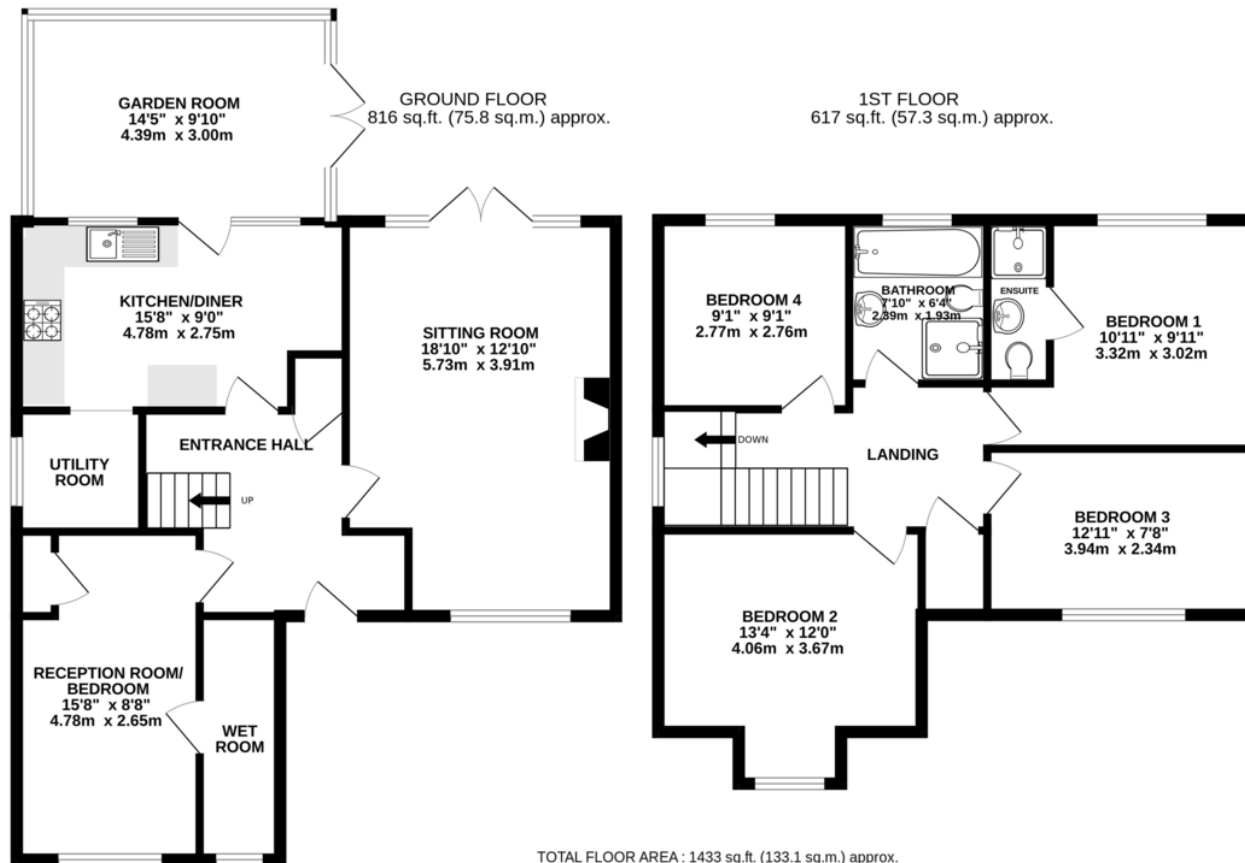 GARDEN ROOM
14'5" x 9'10"
4.39m x 3.00m
GROUND FLOOR
816 sq.ft. (75.8 sq.m.) approx.
1ST FLOOR
617 sq.ft. (57.3 sq.m.) approx.
KITCHEN/DINER
15'8" x 9'0"
4.78m x 2.75m
SITTING ROOM
18'10" x 12'10"
5.73m x 3.91m
ENTRANCE HALL
UTILITY
ROOM
UP
RECEPTION ROOM/
BEDROOM
15'8" x 8'8"
4.78m x 2.65m
WET
ROOM
BEDROOM 4
9'1" x 9'1"
2.77m x 2.76m
BATHROOM
7'10" x 6'4"
2.39m x 1.93m
ENSUITE
BEDROOM 1
10'11" x 9'11"
3.32m x 3.02m
DOWN
LANDING
BEDROOM 3
12'11" x 7'8"
3.94m x 2.34m
BEDROOM 2
13'4" x 12'0"
4.06m x 3.67m
TOTAL FLOOR AREA : 1433 sq.ft. (133.1 sq.m.) approx.